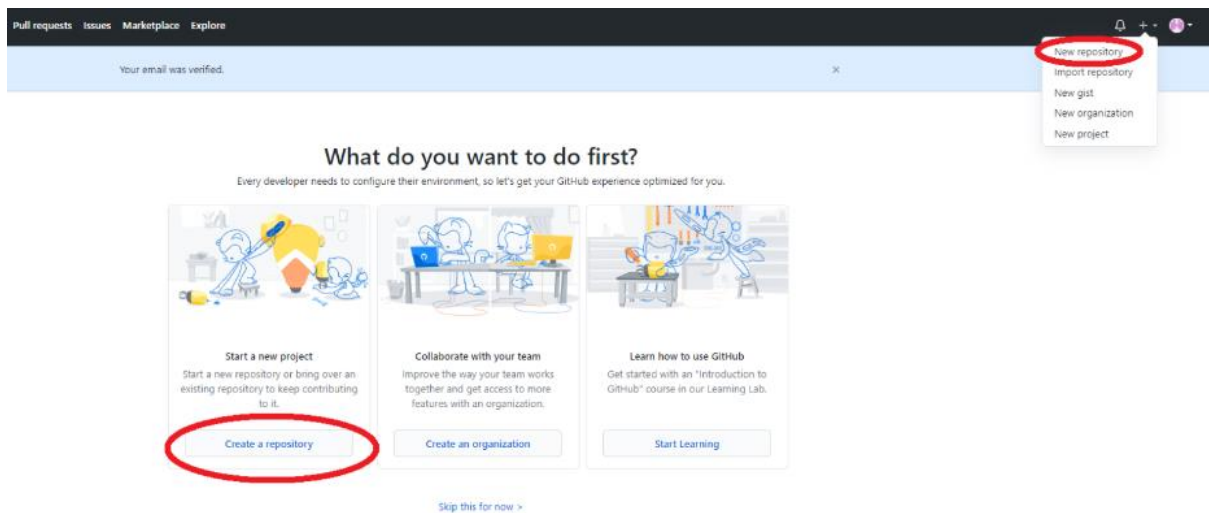 Pull requests Issues Marketplace Explore
Your email was verified.
New repository
Import repository
New gist
New organization
New project
What do you want to do first?
Every developer needs to configure their environment, so let's get your GitHub experience optimized for you.
Start a new project
Start a new repository or bring over an
existing repository to keep contributing
to it.
Create a repository
Collaborate with your team
Improve the way your team works
together and get access to more
features with an organization.
Create an organization
Learn how to use GitHub
Get started with an "Introduction to
GitHub" course in our Learning Lab.
Start Learning
Skip this for now >